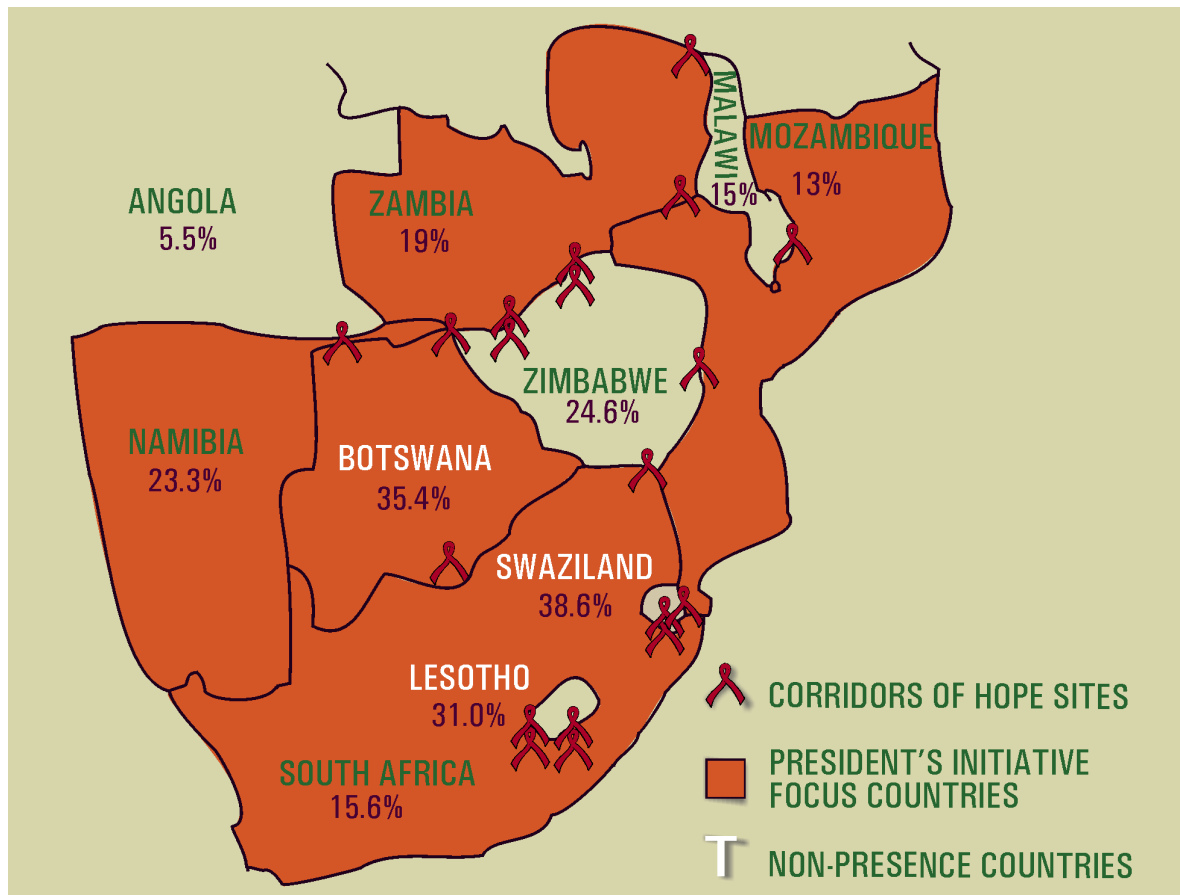 MALAWI
15%
MOZAMBIQUE
13%
ANGOLA
5.5%
ZAMBIA
19%
ZIMBABWE
24.6%
NAMIBIA
23.3%
BOTSWANA
35.4%
SWAZILAND
38.6%
LESOTHO
31.0%
SOUTH AFRICA
15.6%
CORRIDORS OF HOPE SITES
PRESIDENT'S INITIATIVE
FOCUS COUNTRIES
T NON-PRESENCE COUNTRIES